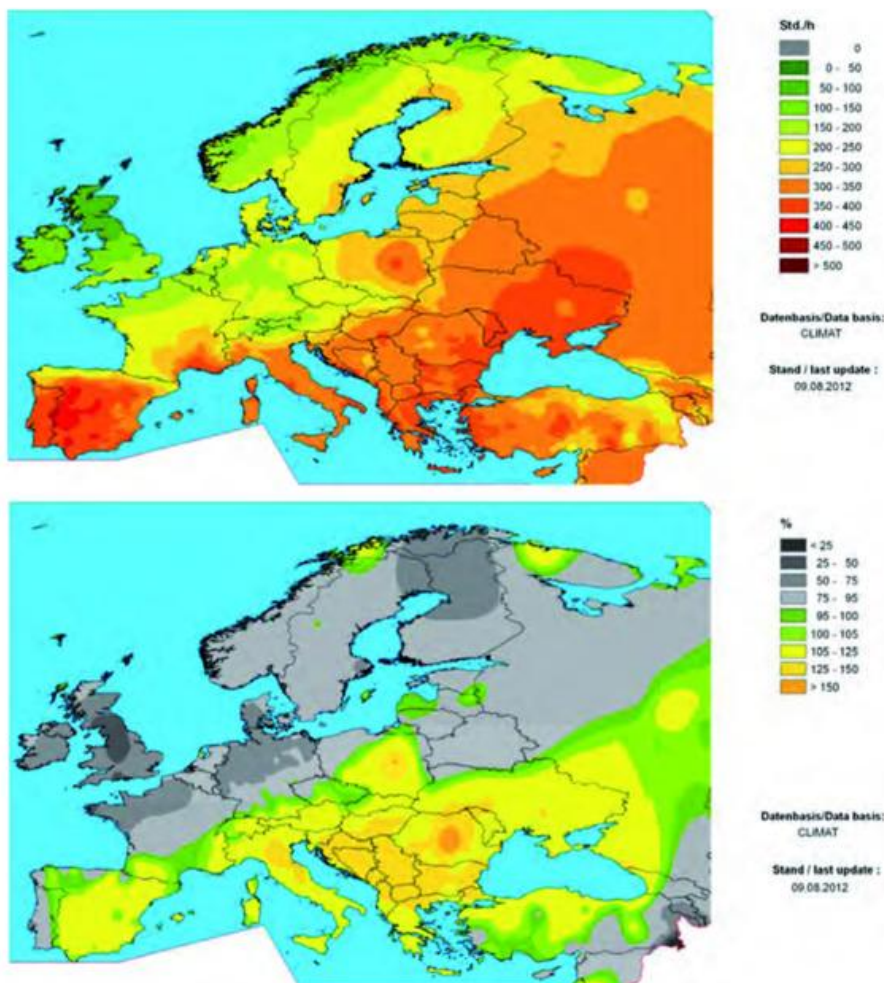 Std./h
0
0 - 50
50 - 100
100 - 150
150 - 200
200 - 250
250 - 300
300 - 350
350 - 400
400 - 450
450 - 500
> 500
Datenbasis/Data basis:
CLIMAT
Stand / last update :
09.08.2012
%
< 25
25 - 50
50 - 75
75 - 95
95 - 100
100 - 105
105 - 125
125 - 150
> 150
Datenbasis/Data basis:
CLIMAT
Stand / last update :
09.08.2012